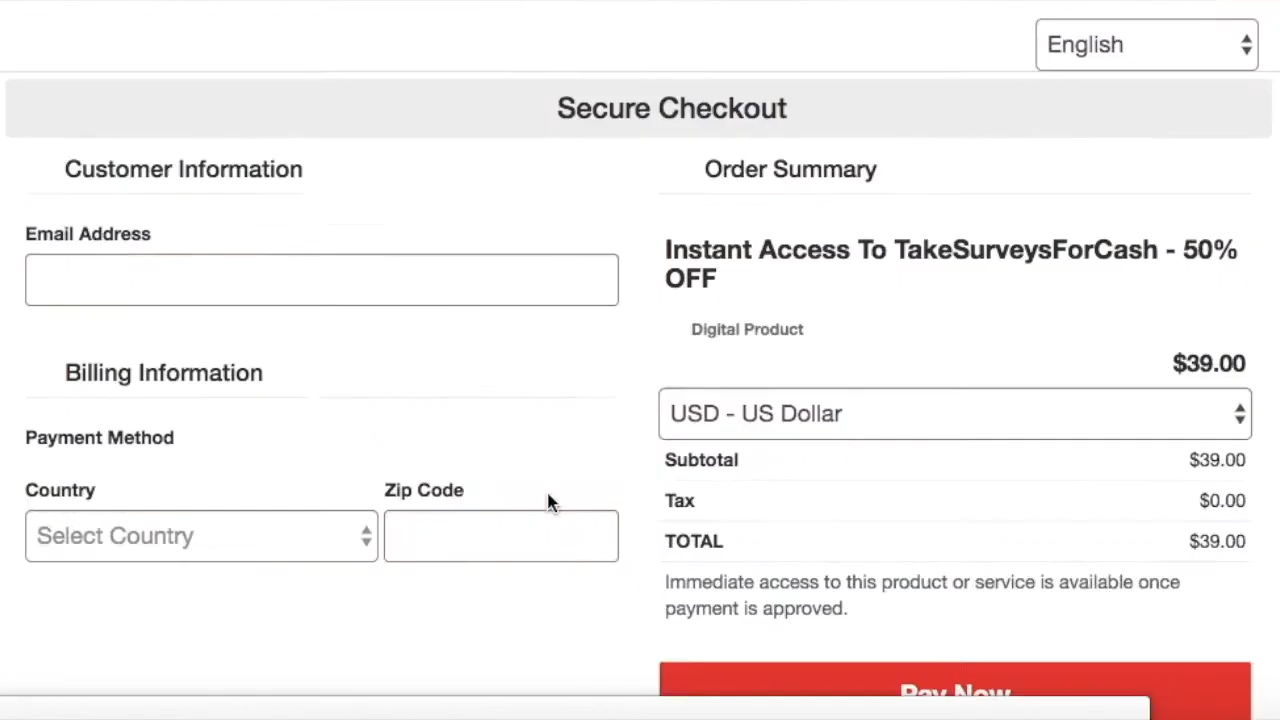 English
Secure Checkout
Customer Information
Order Summary
Email Address
Instant Access To TakeSurveysForCash - 50%
OFF
Digital Product
$39.00
Billing Information
USD - US Dollar
Payment Method
Subtotal $39.00
Country Zip Code
Tax $0.00
Select Country
TOTAL $39.00
Immediate access to this product or service is available once
payment is approved.
Pay Now